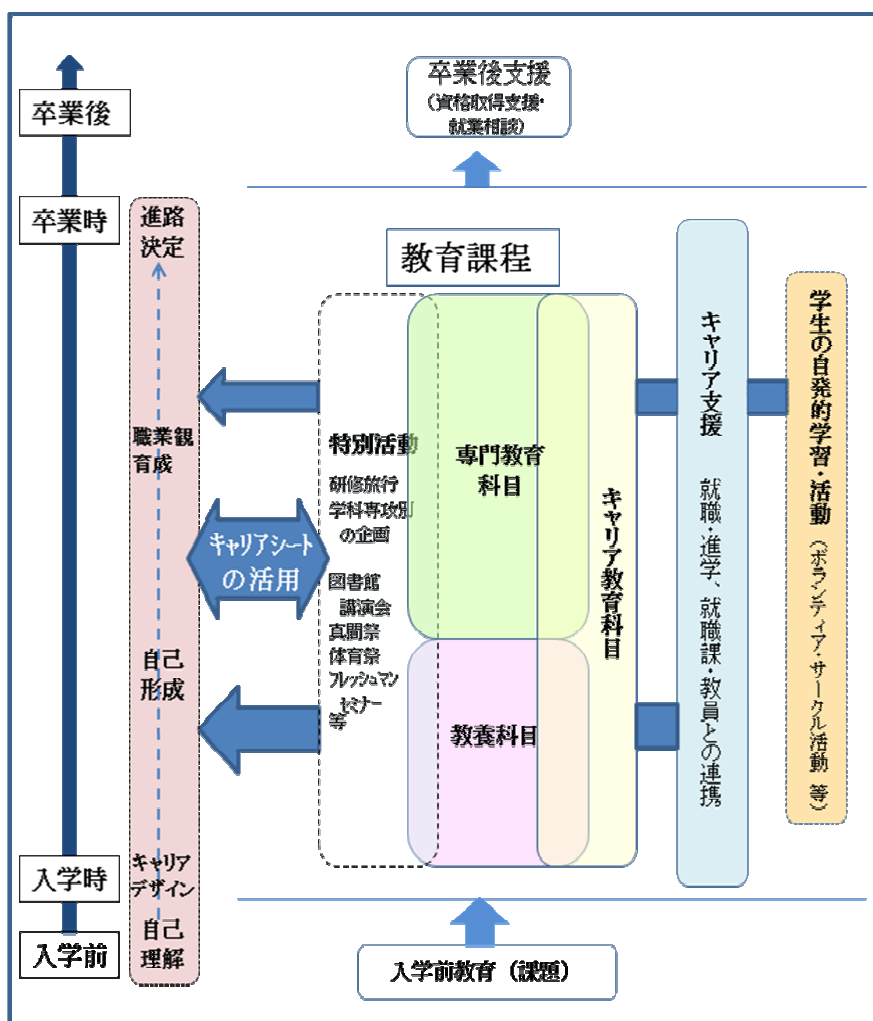 卒業後支援
(資格取得支援・
就業相談)
卒業後
卒業時
入学時
入学前
進路
決定
職業観
育成
自己
形成
キャリア
デザイン
自己
理解
教育課程
キャリアシート
の活用
特別活動
研修旅行
学科専攻別
の企画
図書館
講演会
真間祭
体育祭
フレッシュマン
セミナー
等
専門教育
科目
教養科目
キャリア教育科目
キャリア支援 就職・進学、就職課・教員との連携
学生の自発的学習・活動(ボランティア・サークル活動 等)
入学前教育(課題)